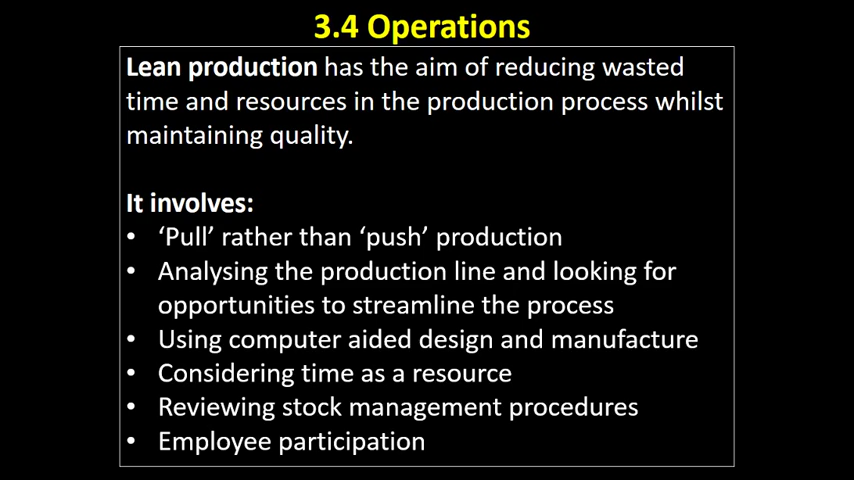 3.4 Operations
Lean production has the aim of reducing wasted
time and resources in the production process whilst
maintaining quality.
It involves:
• ‘Pull’ rather than ‘push’ production
• Analysing the production line and looking for
opportunities to streamline the process
• Using computer aided design and manufacture
• Considering time as a resource
• Reviewing stock management procedures
• Employee participation